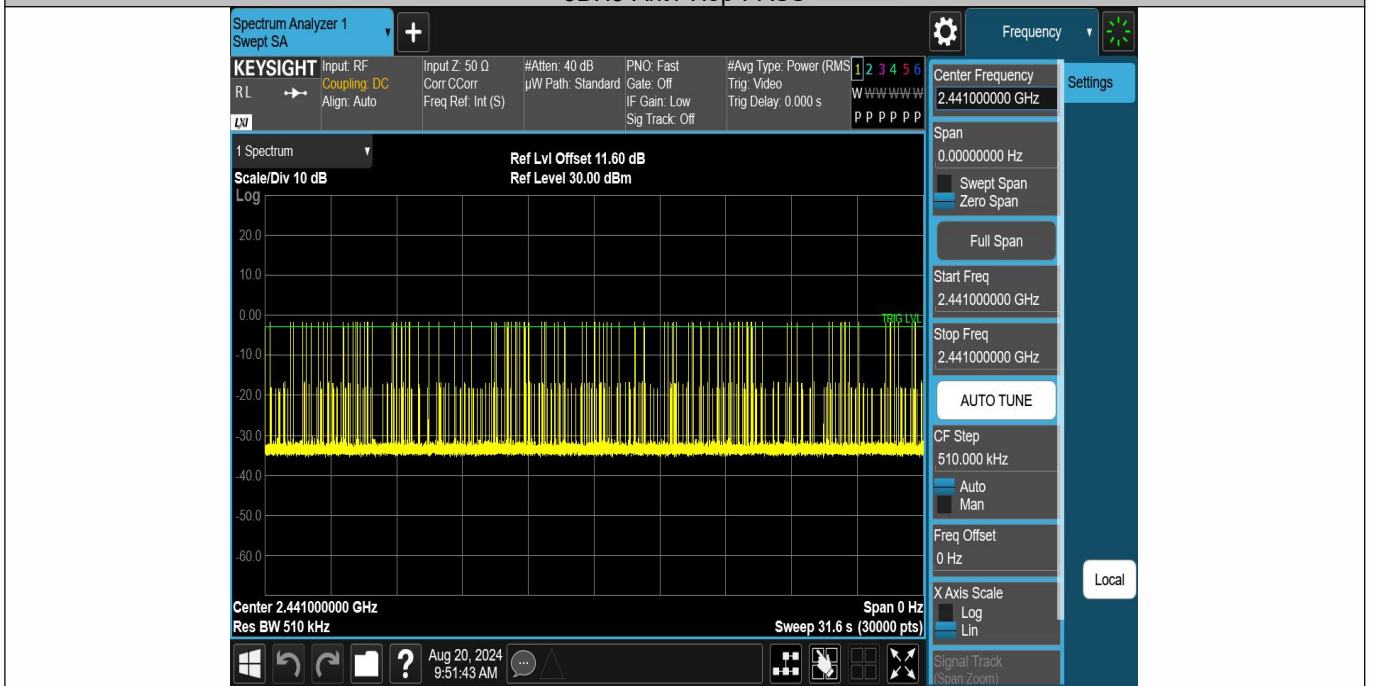 Spectrum Analyzer 1
Swept SA
+
Frequency
KEYSIGHT
RL
LXI
Input: RF
Coupling: DC
Align: Auto
Input Z: 50 Ω
Corr CCorr
Freq Ref: Int (S)
#Atten: 40 dB
µW Path: Standard
PNO: Fast
Gate: Off
IF Gain: Low
Sig Track: Off
#Avg Type: Power (RMS
Trig: Video
Trig Delay: 0.000 s
1 2 3 4 5 6
W W W W W W
P P P P P P
1 Spectrum
Scale/Div 10 dB
Ref Lvl Offset 11.60 dB
Ref Level 30.00 dBm
Log
20.0
10.0
0.00
TRIG LVL
-10.0
-20.0
-30.0
-40.0
-50.0
-60.0
Center 2.441000000 GHz
Span 0 Hz
Res BW 510 kHz
Sweep 31.6 s (30000 pts)
Center Frequency
2.441000000 GHz
Settings
Span
0.00000000 Hz
Swept Span
Zero Span
Full Span
Start Freq
2.441000000 GHz
Stop Freq
2.441000000 GHz
AUTO TUNE
CF Step
510.000 kHz
Auto
Man
Freq Offset
0 Hz
X Axis Scale
Log
Lin
Local
Signal Track
(Span Zoom)
?
Aug 20, 2024
9:51:43 AM